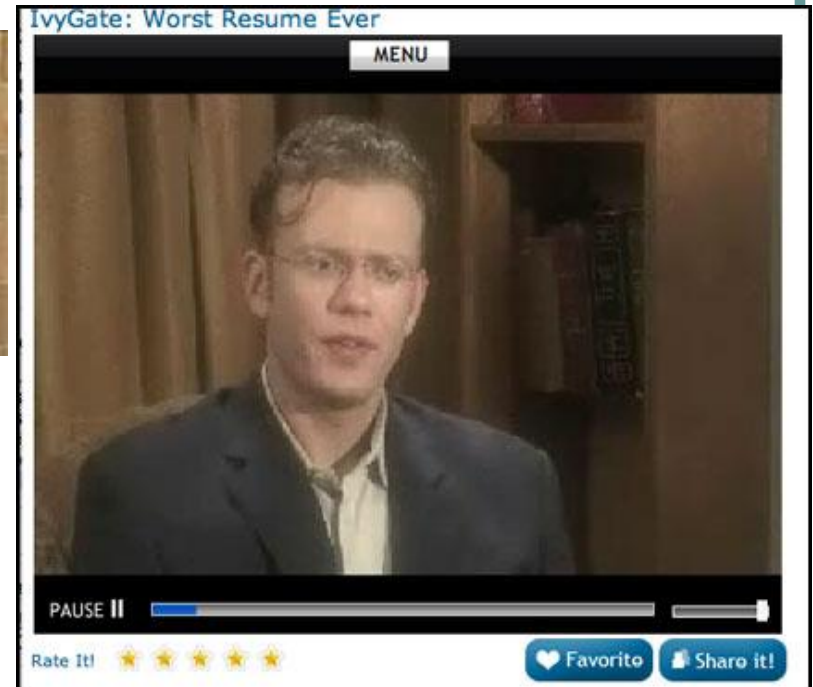 IvyGate: Worst Resume Ever
MENU
PAUSE
Rate It!
Favorite
Share it!